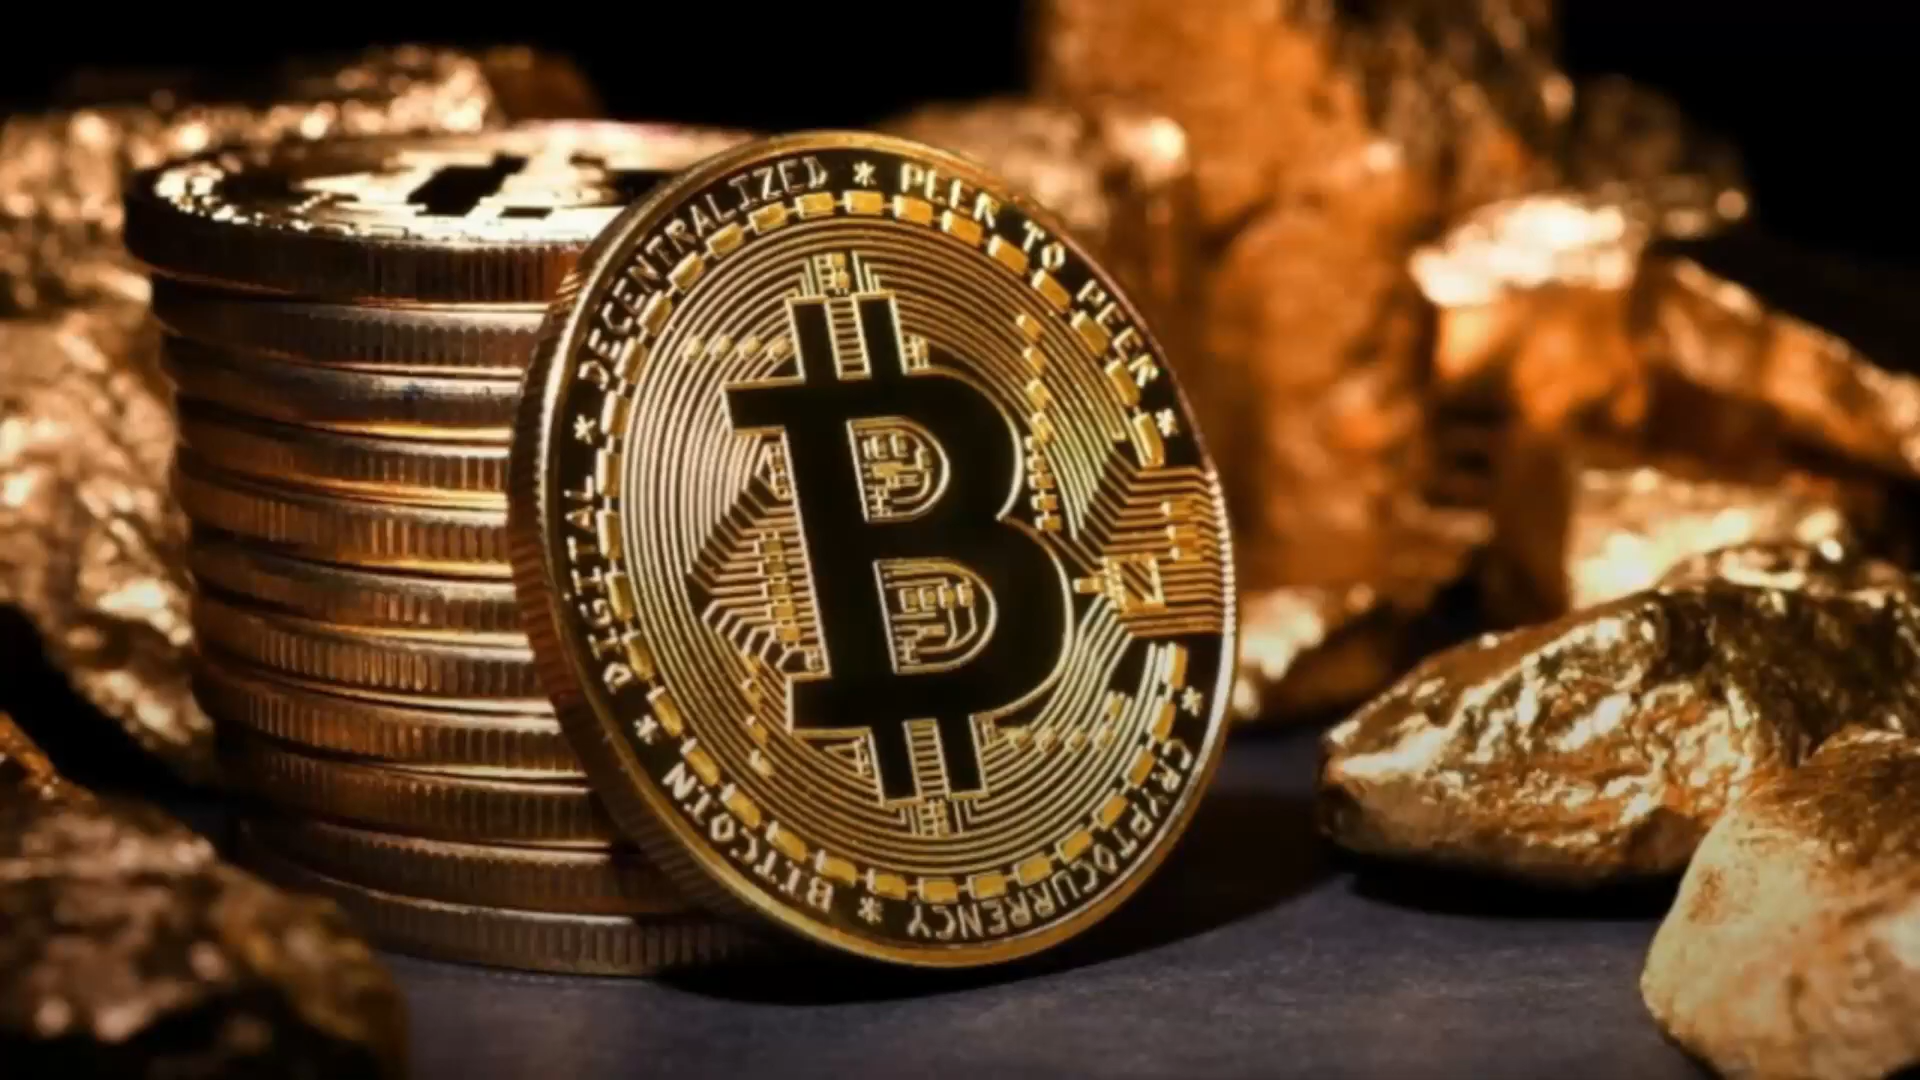 * DECENTRALIZED * PEER TO PEER * CRYPTOCURRENCY * BITCOIN * DIGITAL